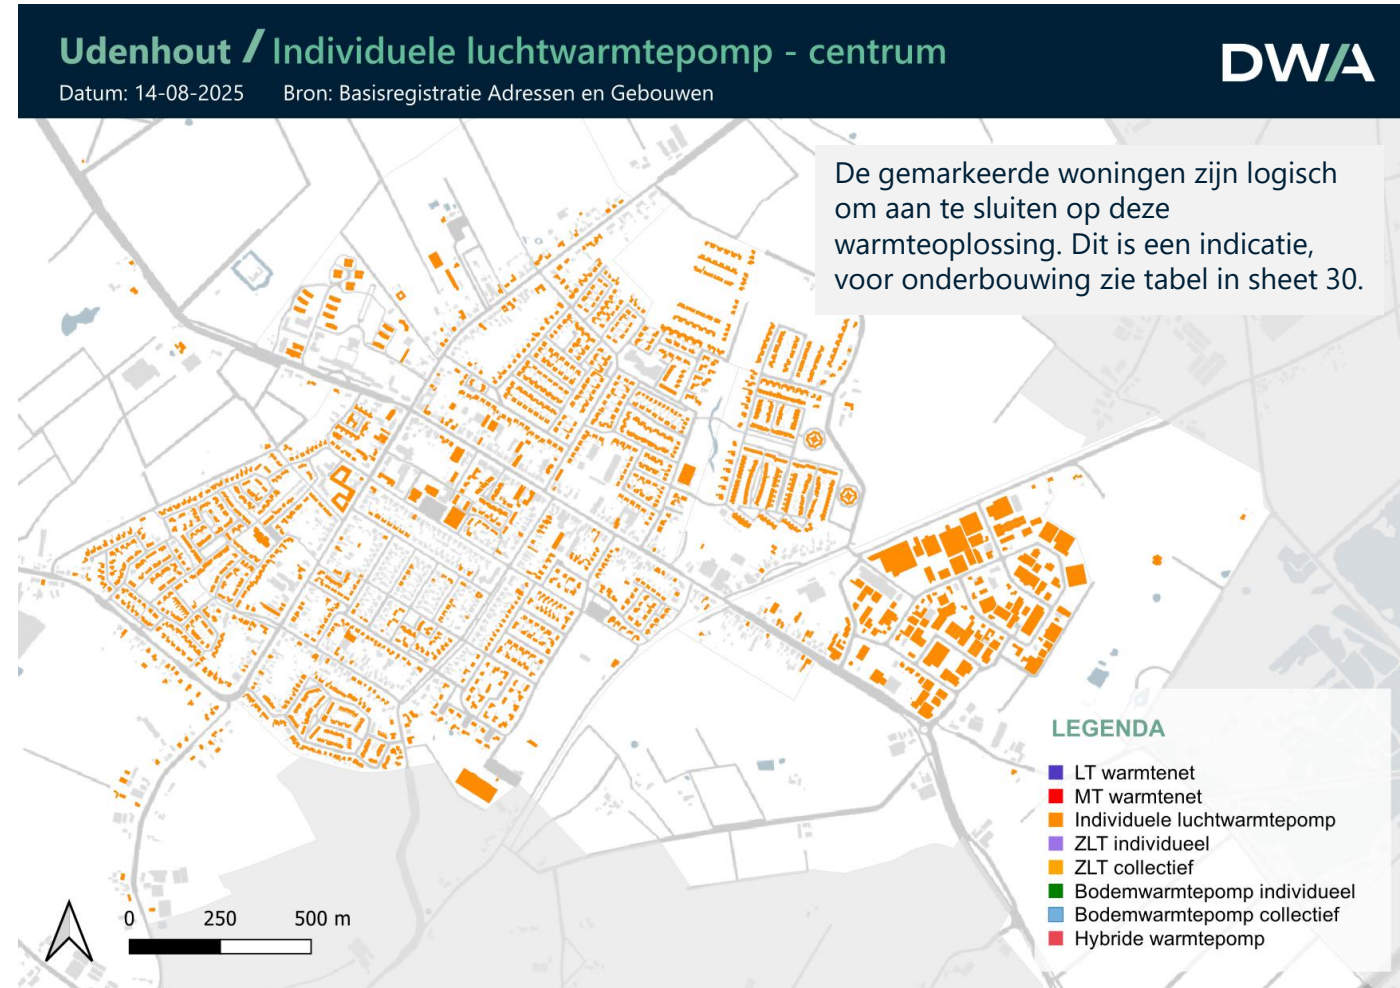 Udenhout / Individuele luchtwarmtepomp - centrum
Datum: 14-08-2025 Bron: Basisregistratie Adressen en Gebouwen
DWA
De gemarkeerde woningen zijn logisch
om aan te sluiten op deze
warmteoplossing. Dit is een indicatie,
voor onderbouwing zie tabel in sheet 30.
LEGENDA
LT warmtenet
MT warmtenet
Individuele luchtwarmtepomp
ZLT individueel
ZLT collectief
Bodemwarmtepomp individueel
Bodemwarmtepomp collectief
Hybride warmtepomp
0 250 500 m